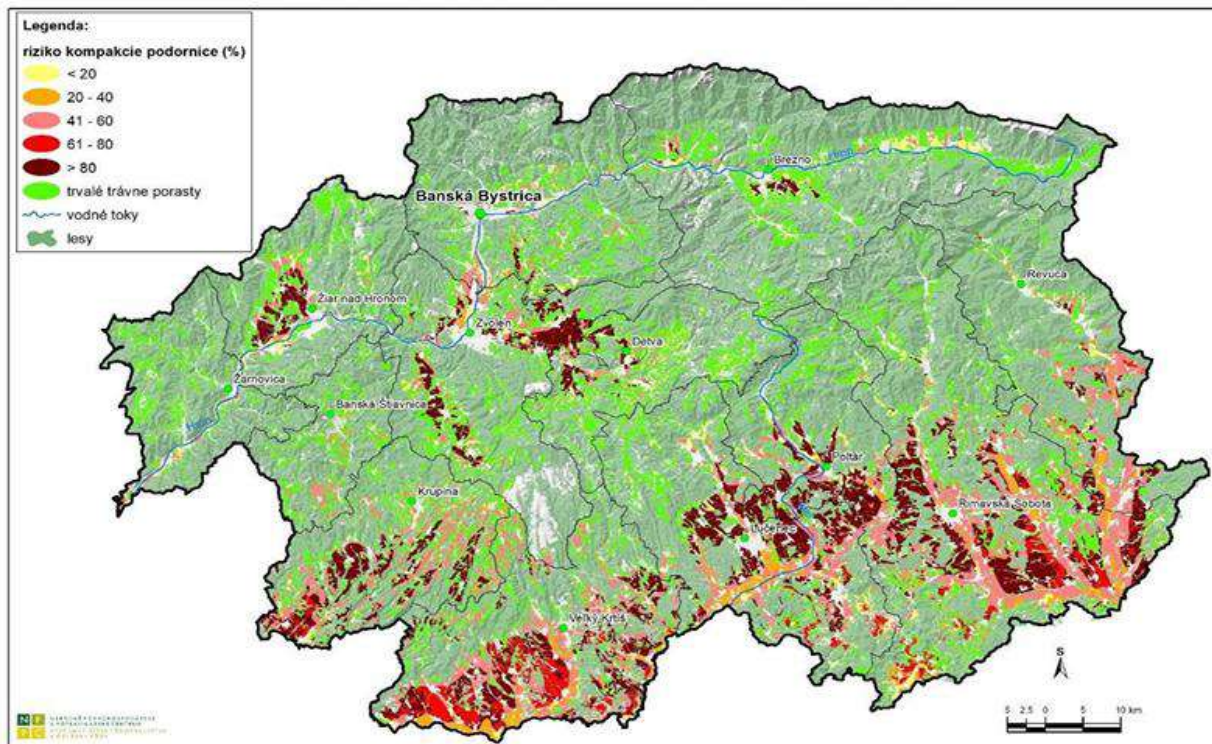 Legenda:
riziko kompakcie podornice (%)
< 20
20 - 40
41 - 60
61 - 80
> 80
trvalé trávne porasty
vodné toky
lesy
Brezno
Hron
Banská Bystrica
Revúca
Žiar nad Hronom
Zvolen
Detva
Žarnovica
Banská Štiavnica
Hron
Poltár
Krupina
Rimavská Sobota
Lučenec
Veľký Krtíš
S
5 2.5 0 5 10 km
N P
P C